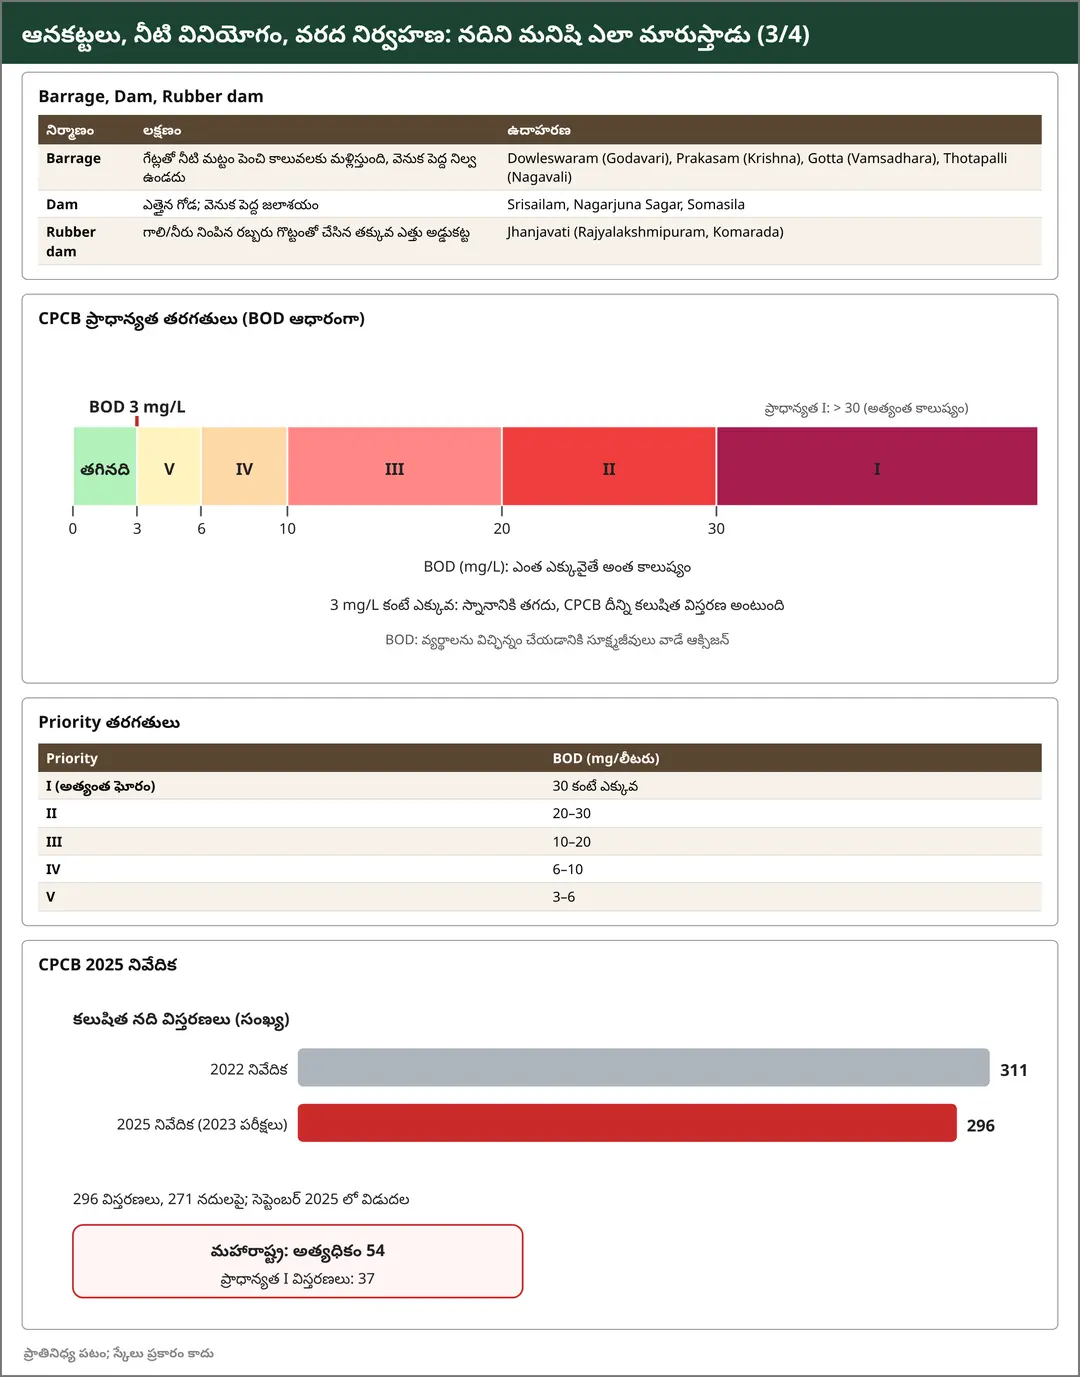 ఆనకట్టలు, నీటి వినియోగం, వరద నిర్వహణ: నదిని మనిషి ఎలా మారుస్తాడు (3/4)
Barrage, Dam, Rubber dam
నిర్మాణం లక్షణం ఉదాహరణ
Barrage గేట్లతో నీటి మట్టం పెంచి కాలువలకు మళ్లిస్తుంది, వెనుక పెద్ద నిల్వ ఉండదు Dowleswaram (Godavari), Prakasam (Krishna), Gotta (Vamsadhara), Thotapalli (Nagavali)
Dam ఎత్తైన గోడ; వెనుక పెద్ద జలాశయం Srisailam, Nagarjuna Sagar, Somasila
Rubber dam గాలి/నీరు నింపిన రబ్బరు గొట్టంతో చేసిన తక్కువ ఎత్తు అడ్డుకట్ట Jhanjavati (Rajyalakshmipuram, Komarada)
CPCB ప్రాధాన్యత తరగతులు (BOD ఆధారంగా)
BOD 3 mg/L
ప్రాధాన్యత I: > 30 (అత్యంత కాలుష్యం)
తగినది V IV III II I
0 3 6 10 20 30
BOD (mg/L): ఎంత ఎక్కువైతే అంత కాలుష్యం
3 mg/L కంటే ఎక్కువ: స్నానానికి తగదు, CPCB దీన్ని కలుషిత విస్తరణ అంటుంది
BOD: వ్యర్థాలను విచ్ఛిన్నం చేయడానికి సూక్ష్మజీవులు వాడే ఆక్సిజన్
Priority తరగతులు
Priority BOD (mg/లీటరు)
I (అత్యంత ఘోరం) 30 కంటే ఎక్కువ
II 20–30
III 10–20
IV 6–10
V 3–6
CPCB 2025 నివేదిక
కలుషిత నది విస్తరణలు (సంఖ్య)
2022 నివేదిక 311
2025 నివేదిక (2023 పరీక్షలు) 296
296 విస్తరణలు, 271 నదులపై; సెప్టెంబర్ 2025 లో విడుదల
మహారాష్ట్ర: అత్యధికం 54
ప్రాధాన్యత I విస్తరణలు: 37
ప్రాతినిధ్య పటం; స్కేలు ప్రకారం కాదు